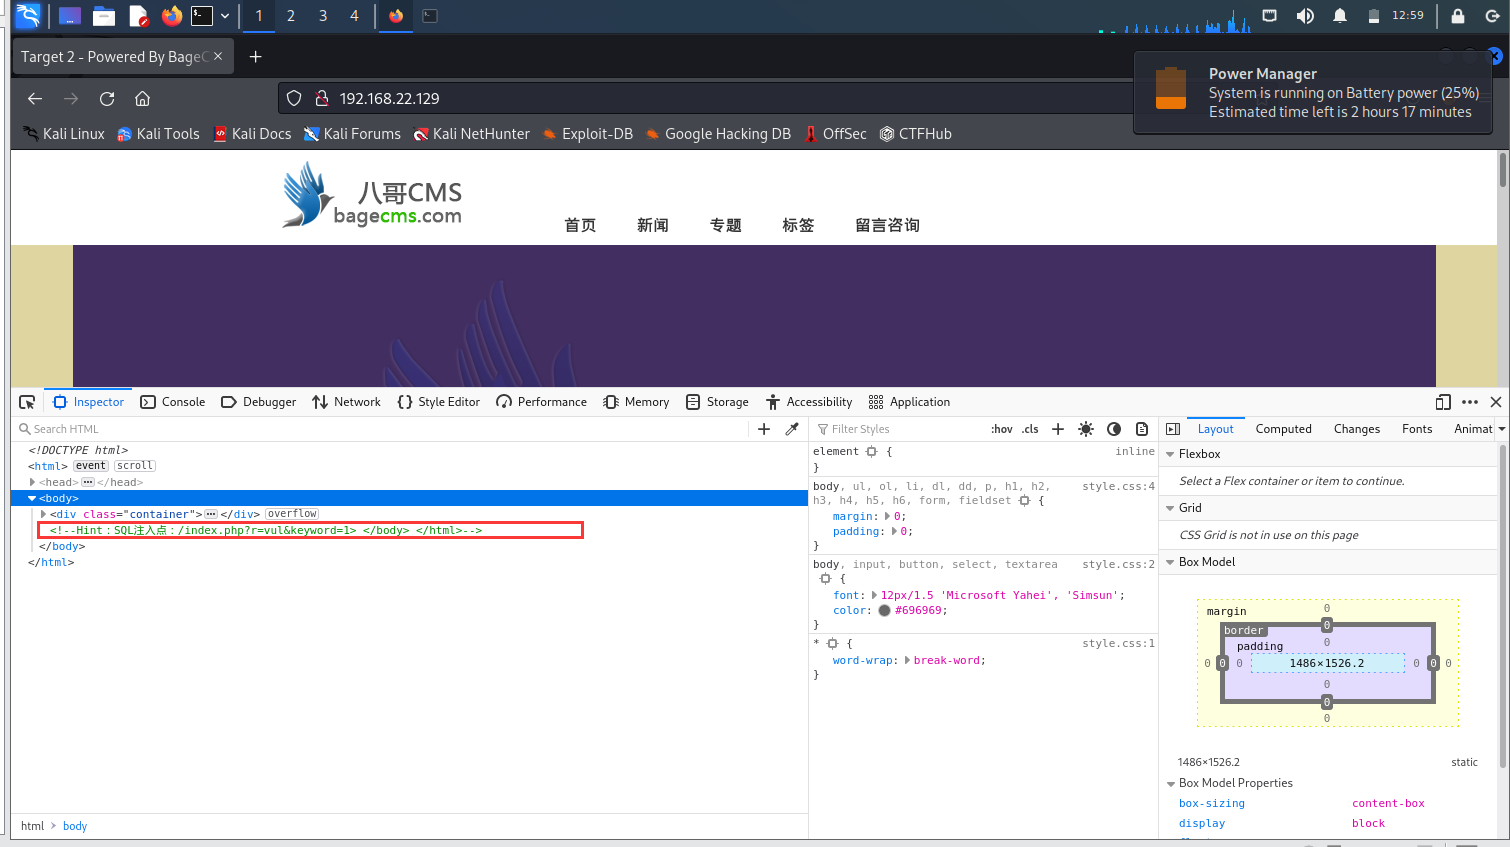 1 2 3 4
12:59
Target 2 - Powered By BageC
Power Manager
System is running on Battery power (25%)
Estimated time left is 2 hours 17 minutes
192.168.22.129
Kali Linux Kali Tools Kali Docs Kali Forums Kali NetHunter Exploit-DB Google Hacking DB OffSec CTFHub
八哥CMS
bagecms.com
首页 新闻 专题 标签 留言咨询
Inspector Console Debugger Network Style Editor Performance Memory Storage Accessibility Application
Search HTML
Filter Styles :hov .cls
Layout Computed Changes Fonts Animat
<!DOCTYPE html>
<html> event scroll
<head> </head>
<body>
<div class="container"> </div> overflow
<!--Hint：SQL注入点：/index.php?r=vul&keyword=1> </body> </html>-->
</body>
</html>
element { inline
}
body, ul, ol, li, dl, dd, p, h1, h2, style.css:4
h3, h4, h5, h6, form, fieldset {
margin: 0;
padding: 0;
}
body, input, button, select, textarea style.css:2
{
font: 12px/1.5 'Microsoft Yahei', 'Simsun';
color: #696969;
}
* { style.css:1
word-wrap: break-word;
}
Flexbox
Select a Flex container or item to continue.
Grid
CSS Grid is not in use on this page
Box Model
margin 0
border 0
padding 0
0 0 0 1486×1526.2 0 0 0
0
0
0
1486×1526.2 static
Box Model Properties
box-sizing content-box
display block
html body